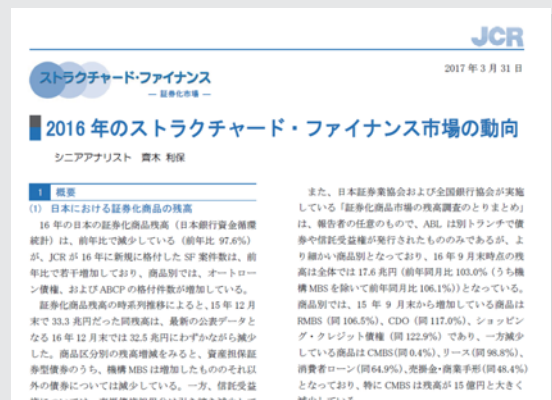 JCR
2017 年 3 月 31 日
ストラクチャード・ファイナンス
― 証券化市場 ―
2016 年のストラクチャード・ファイナンス市場の動向
シニアアナリスト 齊木 利保
1 概要
(1) 日本における証券化商品の残高
16 年の日本の証券化商品残高（日本銀行資金循環
統計）は、前年比で減少している（前年比 97.6%）
が、JCR が 16 年に新規に格付した SF 案件数は、前
年比で若干増加しており、商品別では、オートロー
ン債権、および ABCP の格付件数が増加している。
証券化商品残高の時系列推移によると、15 年 12 月
末で 33.3 兆円だった同残高は、最新の公表データと
なる 16 年 12 月末では 32.5 兆円にわずかながら減少
した。商品区分別の残高増減をみると、資産担保証
券型債券のうち、機構 MBS は増加したもののそれ以
外の債券については減少している。一方、信託受益
また、日本証券業協会および全国銀行協会が実施
している「証券化商品市場の残高調査のとりまとめ」
は、報告者の任意のもので、ABL は別トランチで債
券や信託受益権が発行されたもののみであるが、よ
り細かい商品別となっており、16 年 9 月末時点の残
高は全体では 17.6 兆円（前年同月比 103.0%（うち機
構 MBS を除いて前年同月比 106.1%））となっている。
商品別では、15 年 9 月末から増加している商品は
RMBS（同 106.5%）、CDO（同 117.0%）、ショッピン
グ・クレジット債権（同 122.9%）であり、一方減少
している商品は CMBS（同 0.4%）、リース（同 98.8%）、
消費者ローン（同 64.9%）、売掛金・商業手形（同 48.4%）
となっており、特に CMBS は残高が 15 億円と大きく